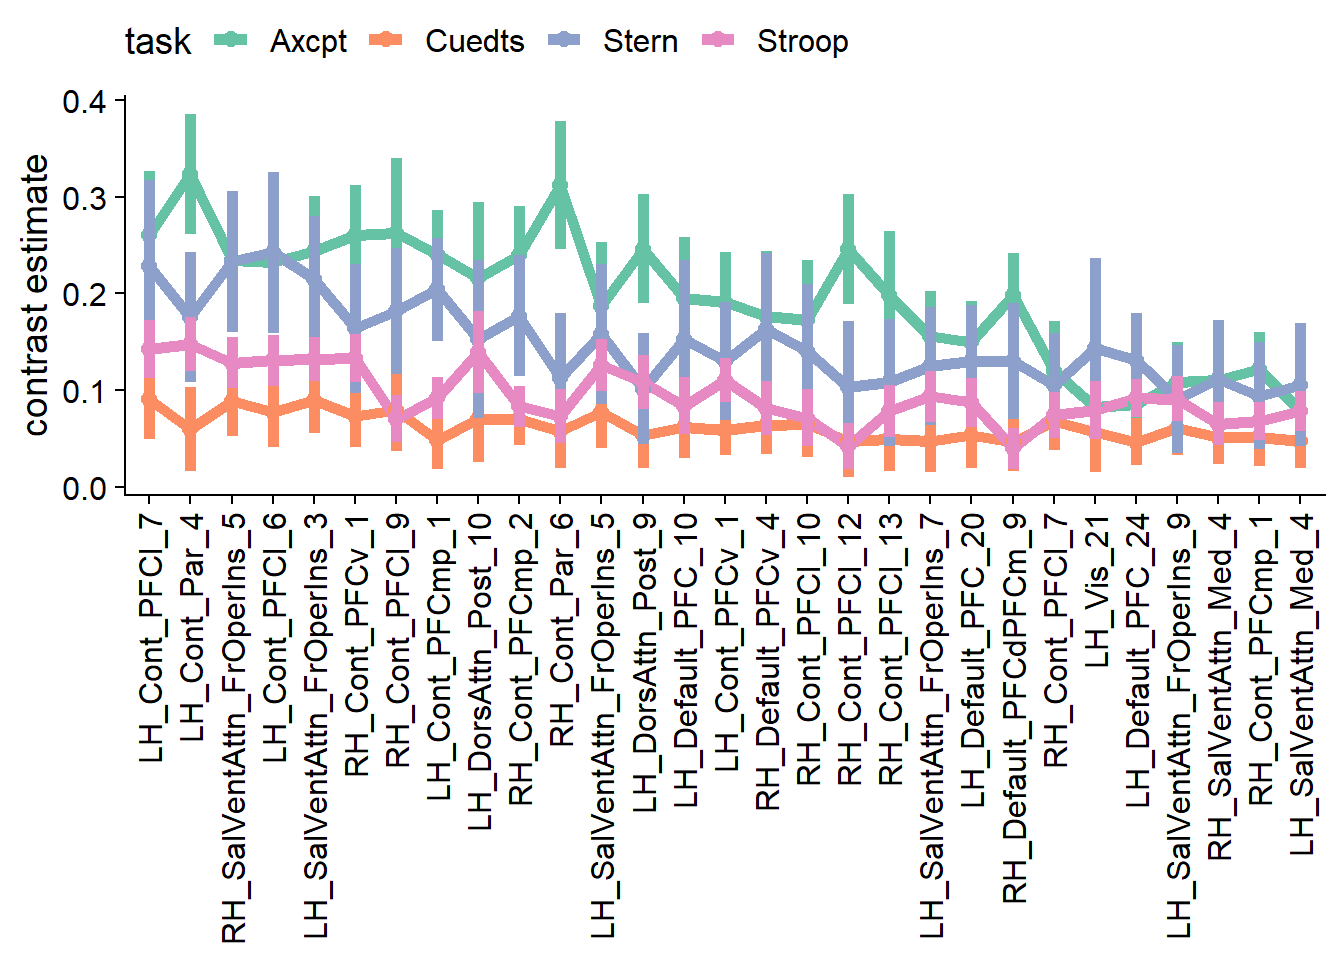 task Axcpt Cuedts Stern Stroop
contrast estimate
0.4
0.3
0.2
0.1
0.0
LH_Cont_PFCl_7
LH_Cont_Par_4
RH_SalVentAttn_FrOperIns_5
LH_Cont_PFCl_6
LH_SalVentAttn_FrOperIns_3
RH_Cont_PFCv_1
RH_Cont_PFCl_9
LH_Cont_PFCmp_1
LH_DorsAttn_Post_10
RH_Cont_PFCmp_2
RH_Cont_Par_6
LH_SalVentAttn_FrOperIns_5
LH_DorsAttn_Post_9
LH_Default_PFC_10
LH_Cont_PFCv_1
RH_Default_PFCv_4
RH_Cont_PFCl_10
RH_Cont_PFCl_12
RH_Cont_PFCl_13
LH_SalVentAttn_FrOperIns_7
LH_Default_PFC_20
RH_Default_PFCdPFCm_9
RH_Cont_PFCl_7
LH_Vis_21
LH_Default_PFC_24
LH_SalVentAttn_FrOperIns_9
RH_SalVentAttn_Med_4
RH_Cont_PFCmp_1
LH_SalVentAttn_Med_4